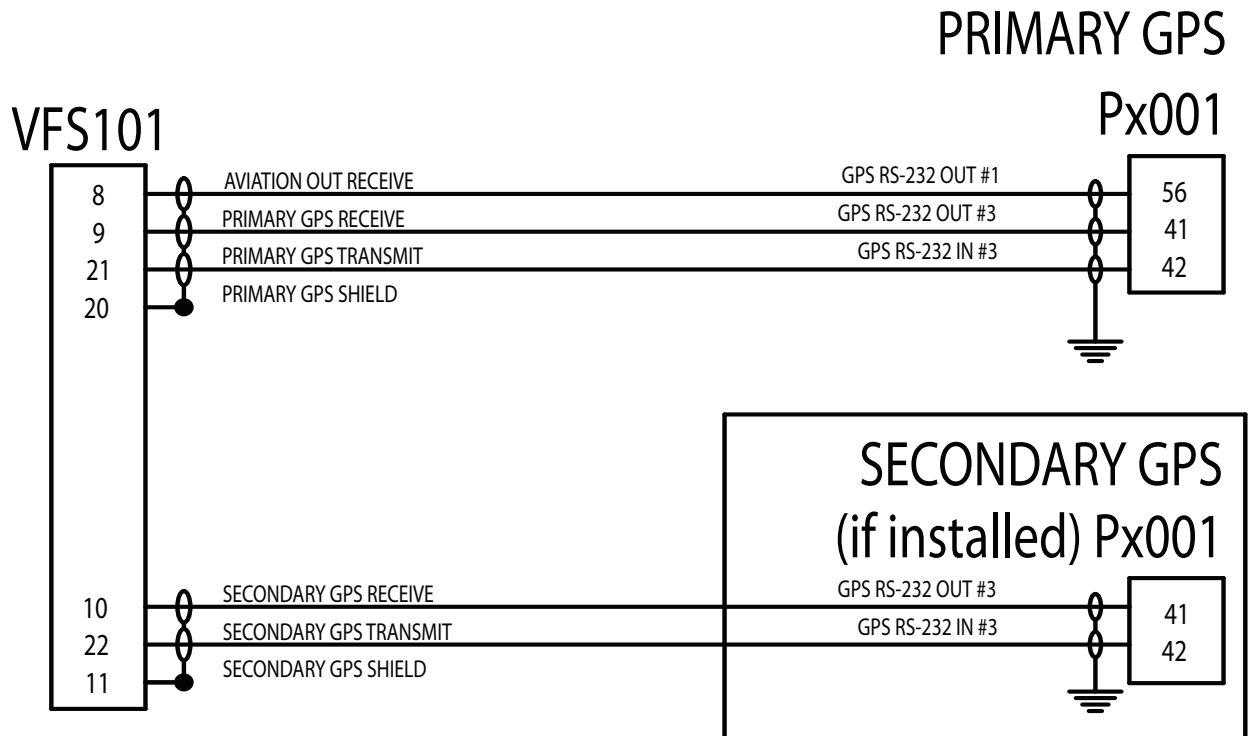 PRIMARY GPS
Px001
VFS101
8 AVIATION OUT RECEIVE GPS RS-232 OUT #1 56
9 PRIMARY GPS RECEIVE GPS RS-232 OUT #3 41
21 PRIMARY GPS TRANSMIT GPS RS-232 IN #3 42
20 PRIMARY GPS SHIELD
SECONDARY GPS
(if installed) Px001
10 SECONDARY GPS RECEIVE GPS RS-232 OUT #3 41
22 SECONDARY GPS TRANSMIT GPS RS-232 IN #3 42
11 SECONDARY GPS SHIELD